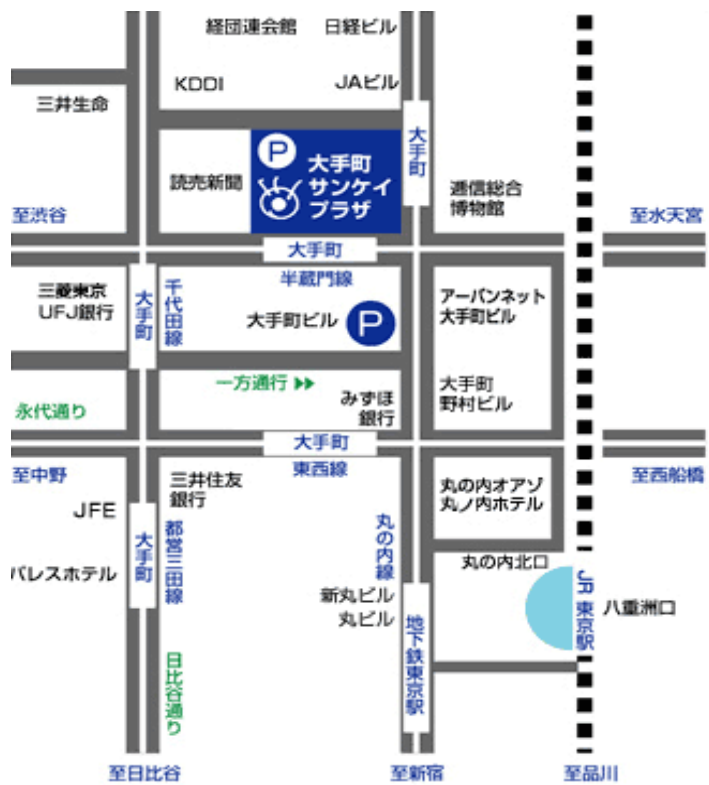 経団連会館 日経ビル
KDDI JAビル
三井生命
大手町
P
読売新聞
大手町
サンケイ
プラザ
逓信総合
博物館
至渋谷
至水天宮
大手町
半蔵門線
三菱東京
UFJ銀行
大手町
千代田線
大手町ビル P
アーバンネット
大手町ビル
一方通行
みずほ
銀行
大手町
野村ビル
永代通り
大手町
東西線
至中野
至西船橋
三井住友
銀行
JFE
大手町
都営三田線
丸の内線
丸の内オアゾ
丸ノ内ホテル
パレスホテル
丸の内北口
新丸ビル
丸ビル
地下鉄東京駅
JR 東京駅
八重洲口
日比谷通り
至日比谷
至新宿
至品川